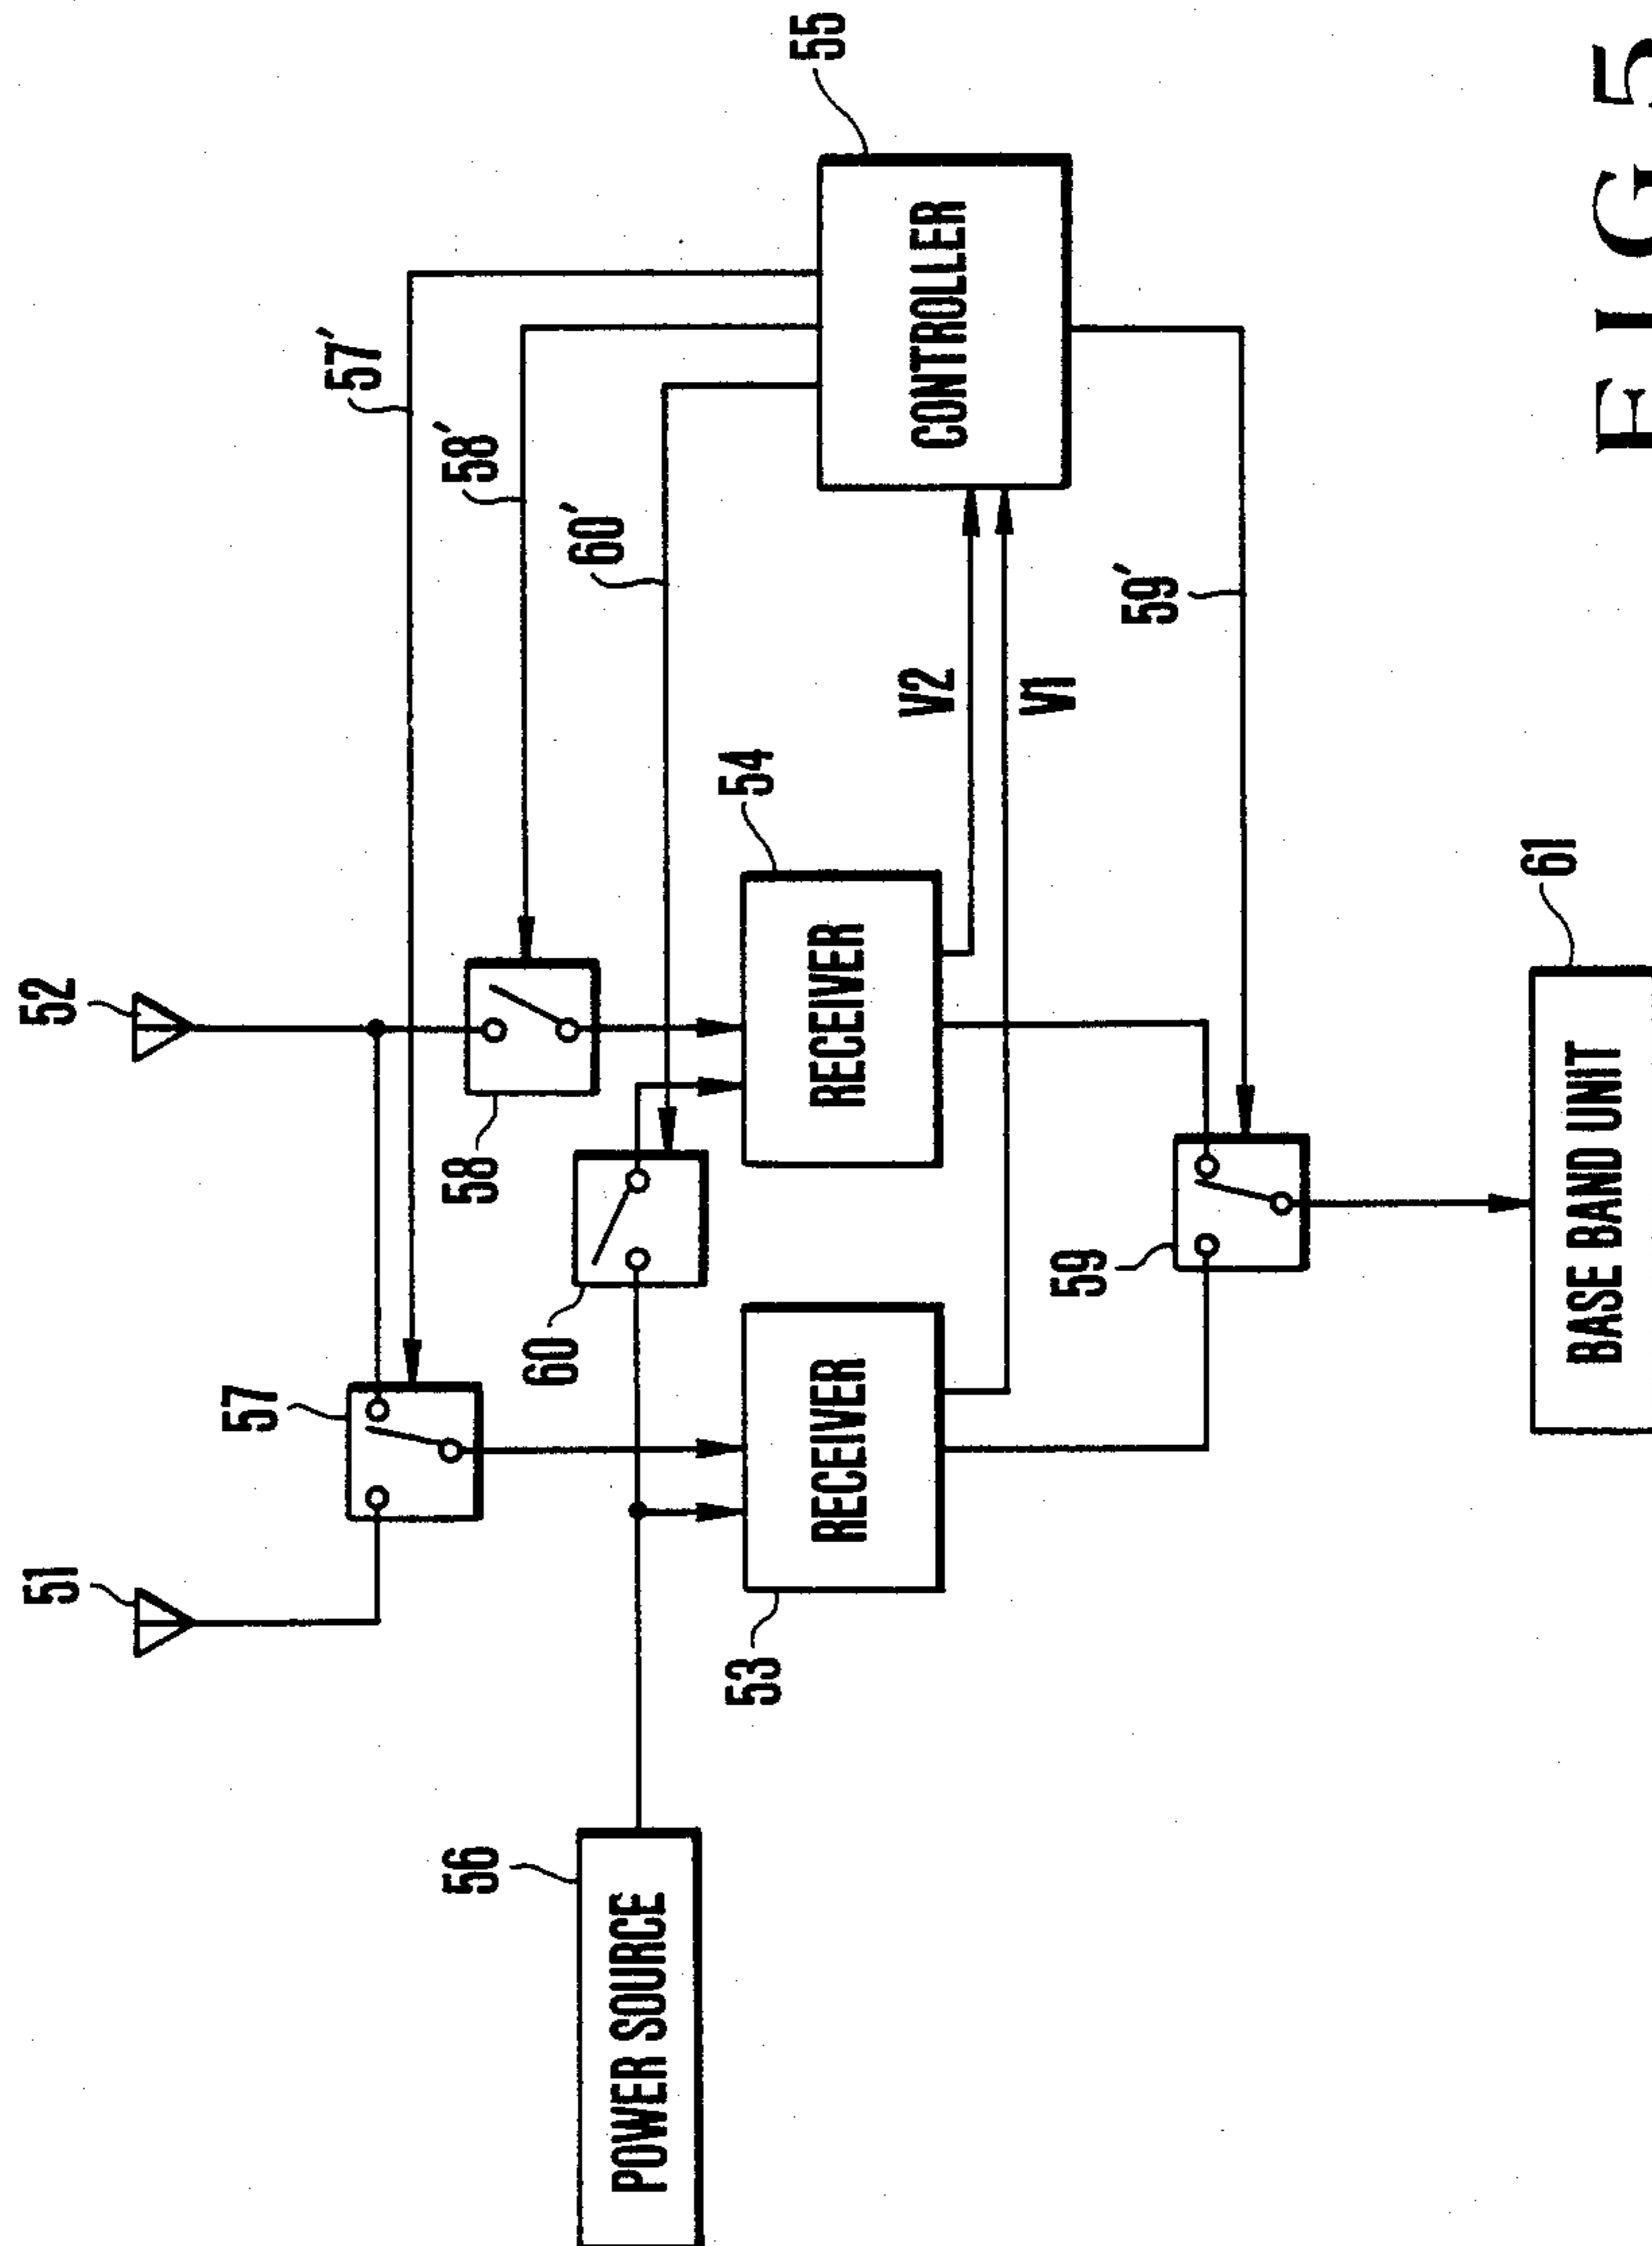 51
52
57
57'
58
58'
60
60'
56
POWER SOURCE
53
RECEIVER
54
RECEIVER
V2
V1
55
CONTROLLER
59
59'
61
BASE BAND UNIT
FIG 5